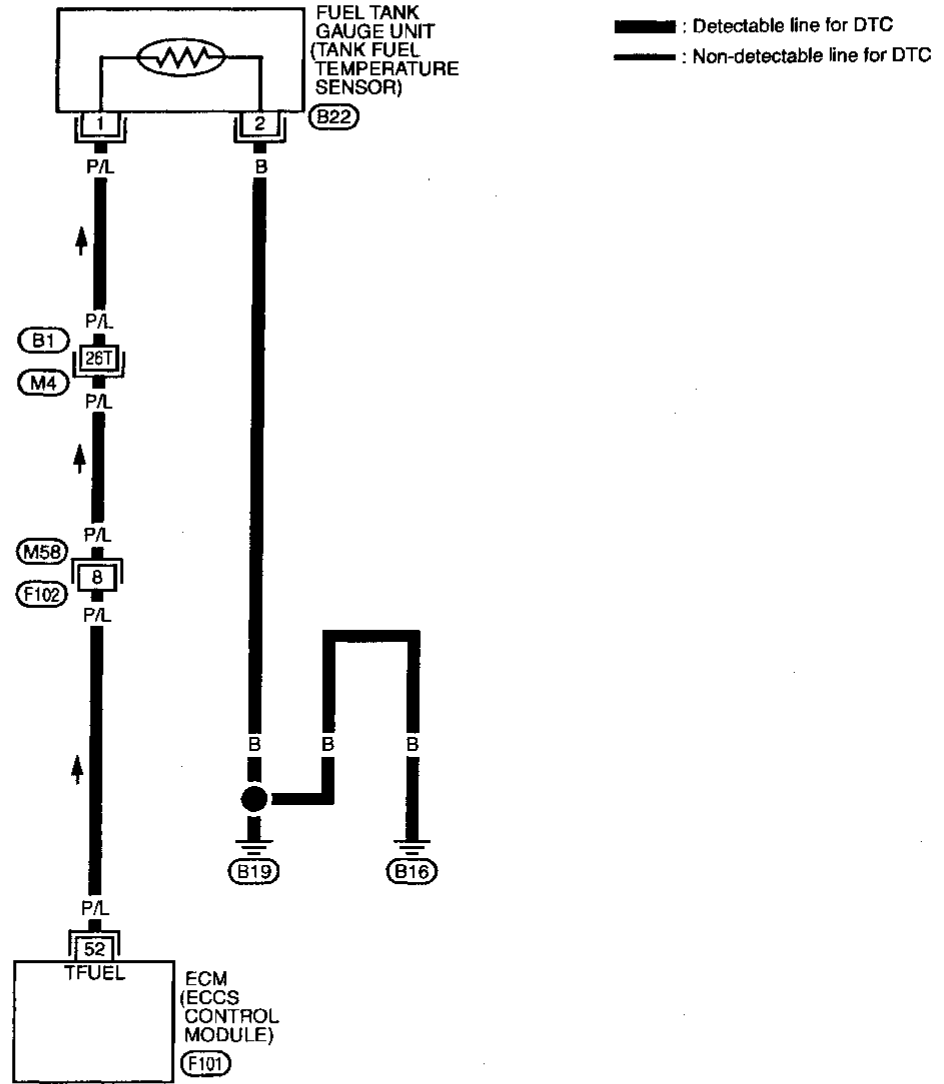 FUEL TANK
GAUGE UNIT
(TANK FUEL
TEMPERATURE
SENSOR)
B22
: Detectable line for DTC
: Non-detectable line for DTC
1
2
P/L
B
P/L
B1
26T
M4
P/L
P/L
M58
8
F102
P/L
B
B
B
B19
B16
P/L
52
TFUEL
ECM
(ECCS
CONTROL
MODULE)
F101